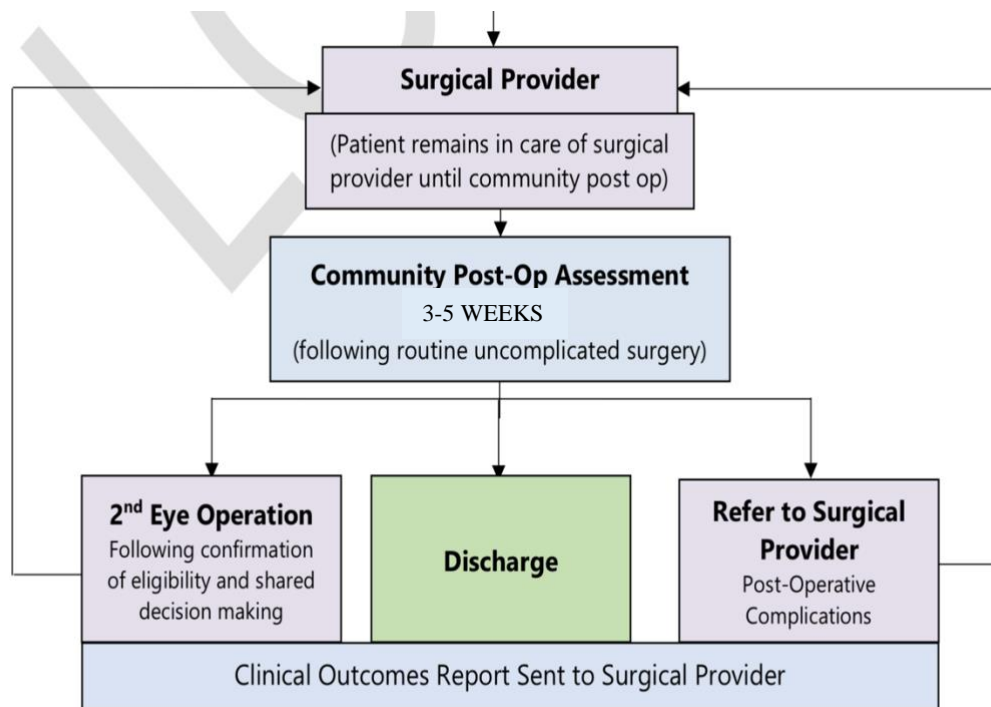 Surgical Provider
(Patient remains in care of surgical
provider until community post op)
Community Post-Op Assessment
3-5 WEEKS
(following routine uncomplicated surgery)
2nd Eye Operation
Following confirmation
of eligibility and shared
decision making
Discharge
Refer to Surgical
Provider
Post-Operative
Complications
Clinical Outcomes Report Sent to Surgical Provider